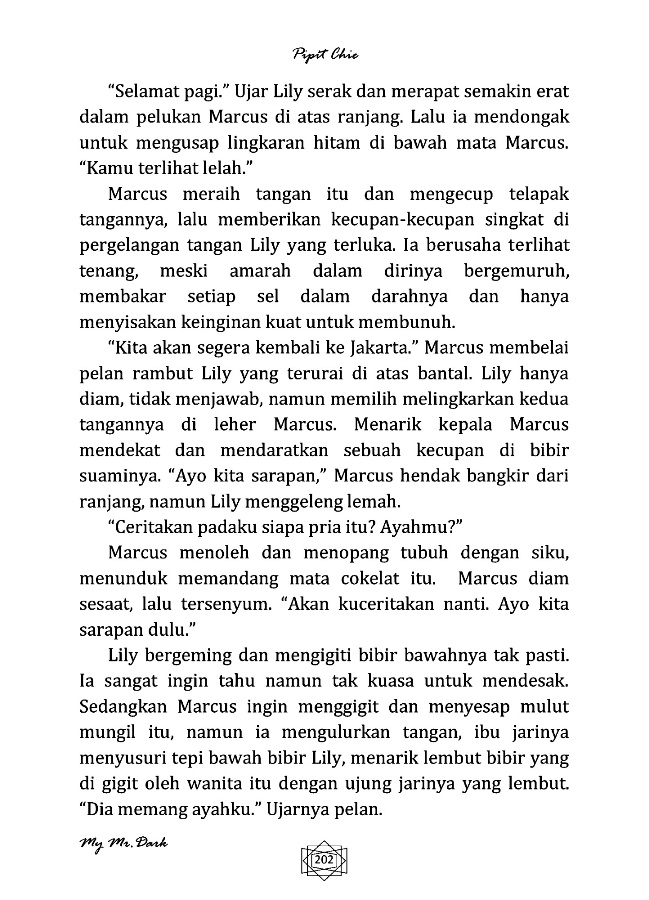 Pipit Chie
“Selamat pagi.” Ujar Lily serak dan merapat semakin erat
dalam pelukan Marcus di atas ranjang. Lalu ia mendongak
untuk mengusap lingkaran hitam di bawah mata Marcus.
“Kamu terlihat lelah.”
Marcus meraih tangan itu dan mengecup telapak
tangannya, lalu memberikan kecupan-kecupan singkat di
pergelangan tangan Lily yang terluka. Ia berusaha terlihat
tenang, meski amarah dalam dirinya bergemuruh,
membakar setiap sel dalam darahnya dan hanya
menyisakan keinginan kuat untuk membunuh.
“Kita akan segera kembali ke Jakarta.” Marcus membelai
pelan rambut Lily yang terurai di atas bantal. Lily hanya
diam, tidak menjawab, namun memilih melingkarkan kedua
tangannya di leher Marcus. Menarik kepala Marcus
mendekat dan mendaratkan sebuah kecupan di bibir
suaminya. “Ayo kita sarapan,” Marcus hendak bangkir dari
ranjang, namun Lily menggeleng lemah.
“Ceritakan padaku siapa pria itu? Ayahmu?”
Marcus menoleh dan menopang tubuh dengan siku,
menunduk memandang mata cokelat itu. Marcus diam
sesaat, lalu tersenyum. “Akan kuceritakan nanti. Ayo kita
sarapan dulu.”
Lily bergeming dan mengigiti bibir bawahnya tak pasti.
Ia sangat ingin tahu namun tak kuasa untuk mendesak.
Sedangkan Marcus ingin menggigit dan menyesap mulut
mungil itu, namun ia mengulurkan tangan, ibu jarinya
menyusuri tepi bawah bibir Lily, menarik lembut bibir yang
di gigit oleh wanita itu dengan ujung jarinya yang lembut.
“Dia memang ayahku.” Ujarnya pelan.
My Mr. Dark
202